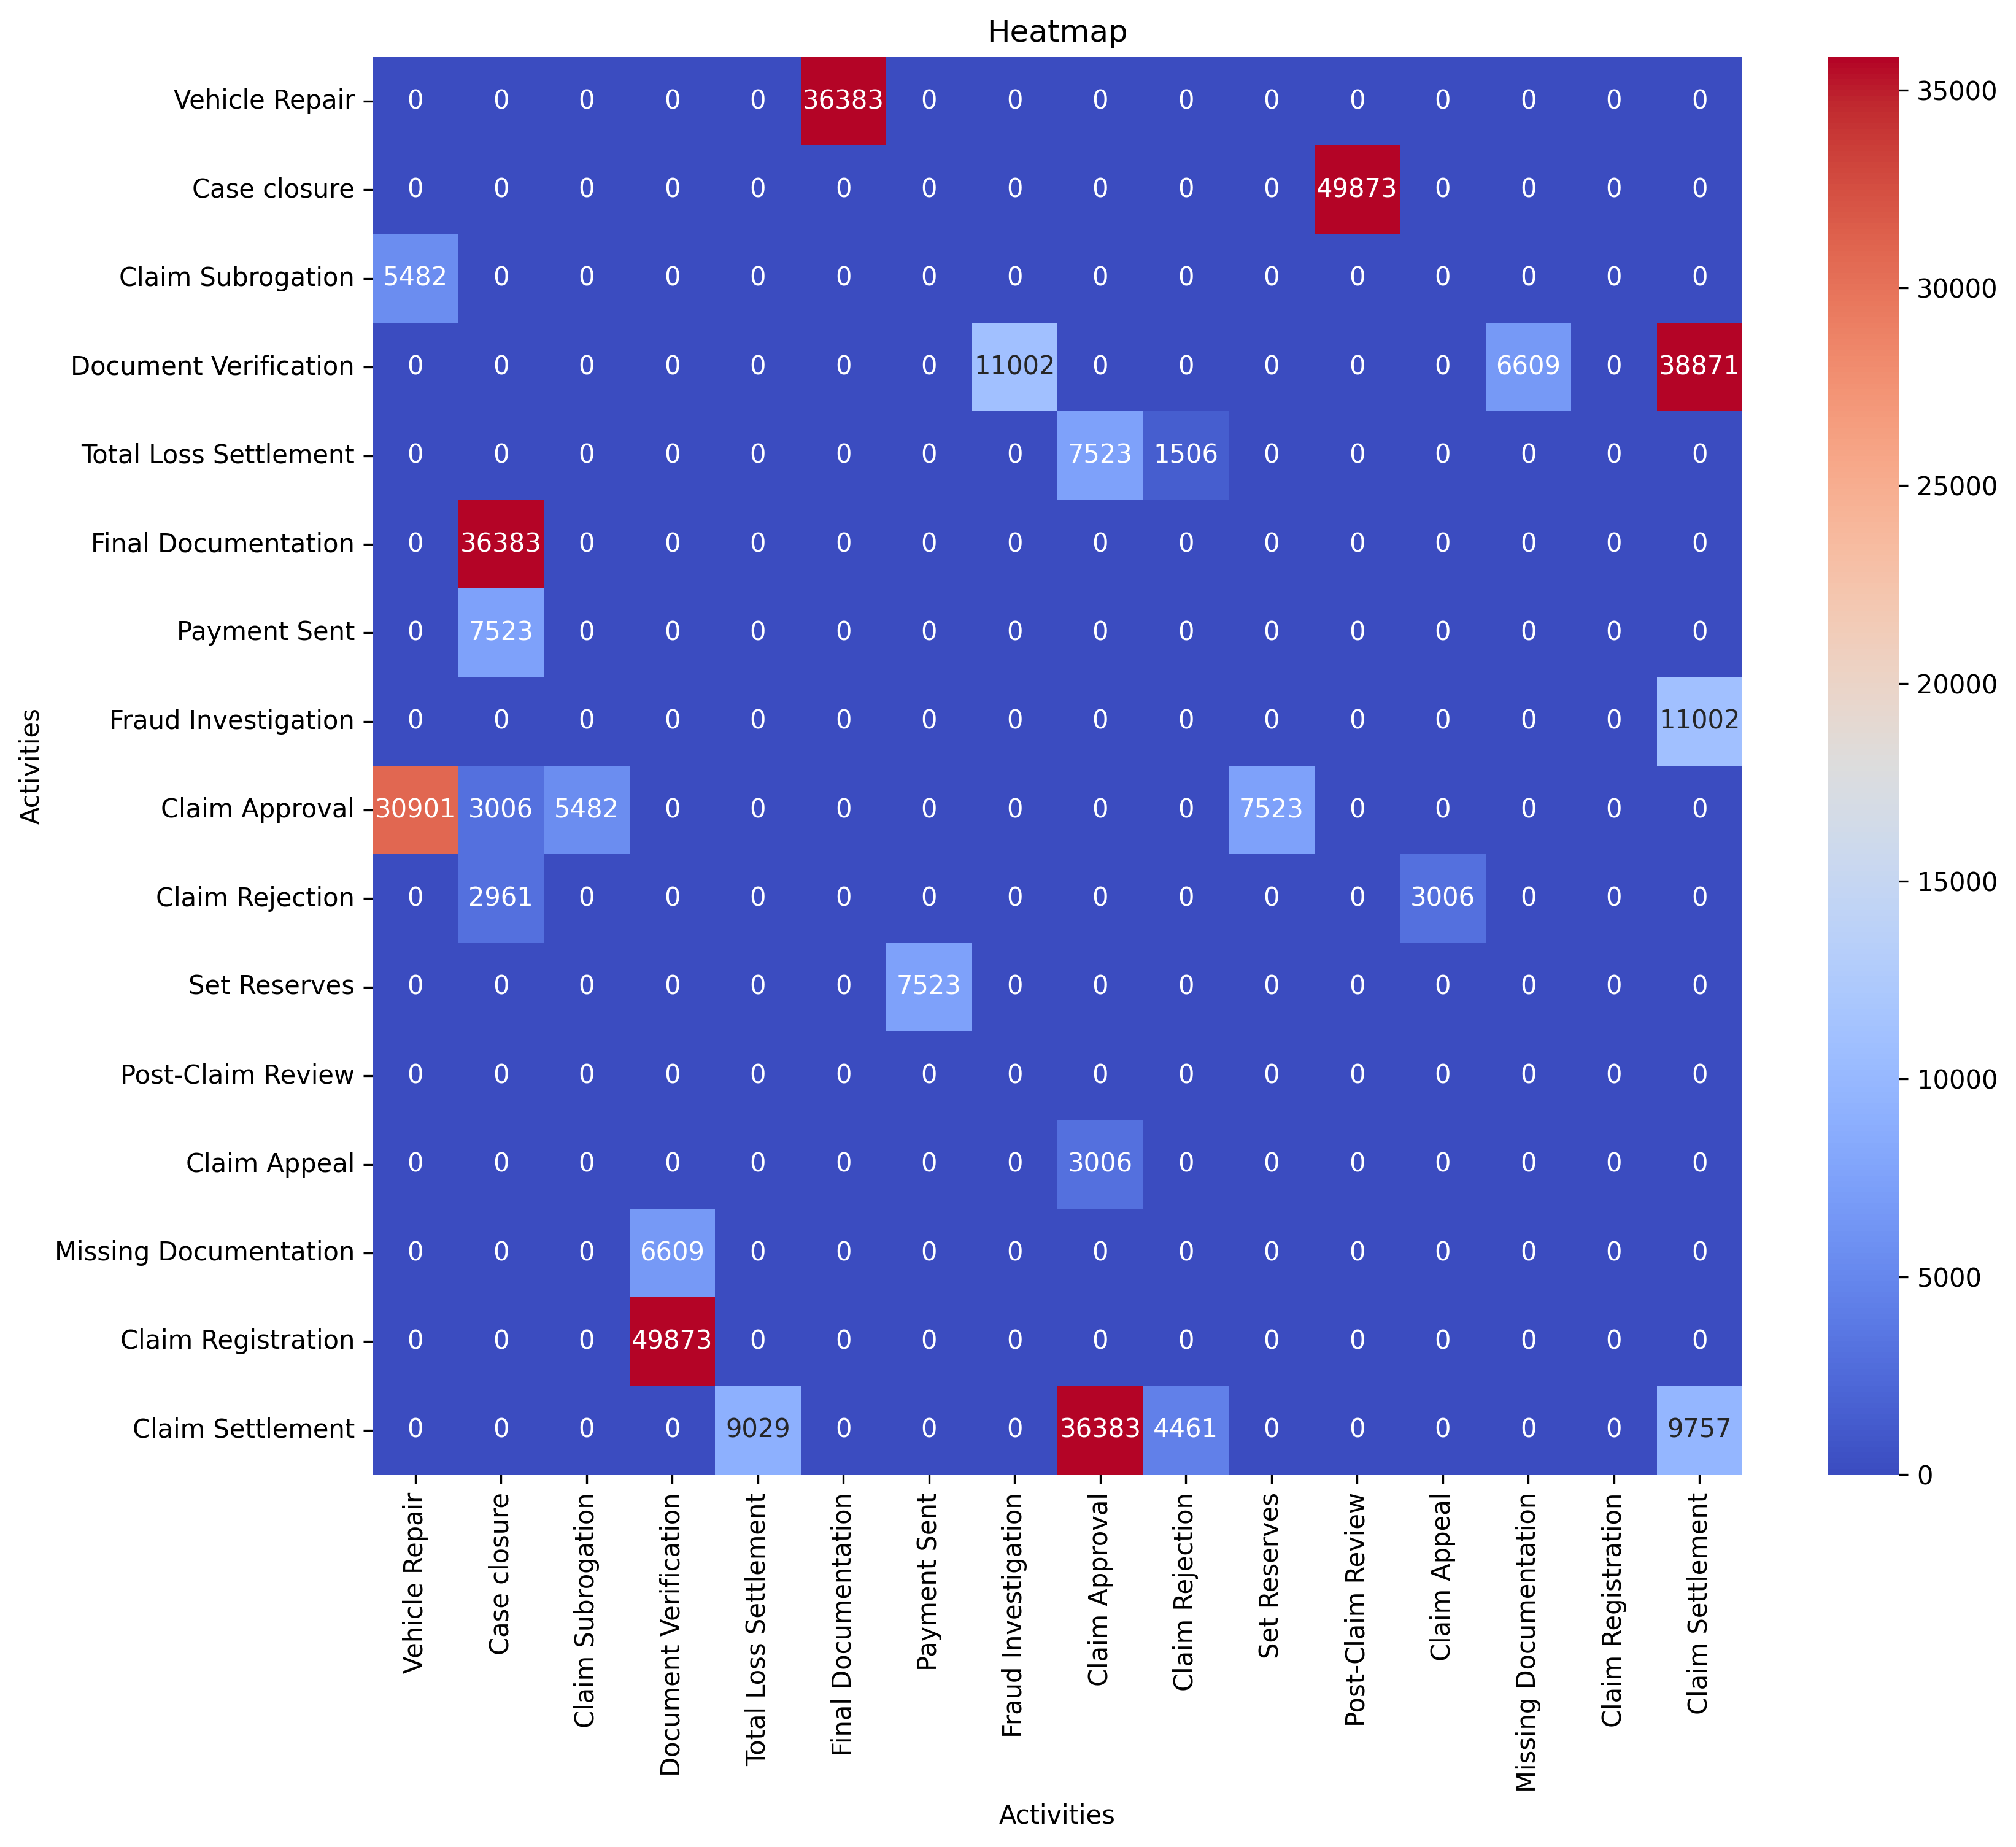 Heatmap
Vehicle Repair 0 0 0 0 0 36383 0 0 0 0 0 0 0 0 0 0
Case closure 0 0 0 0 0 0 0 0 0 0 0 49873 0 0 0 0
Claim Subrogation 5482 0 0 0 0 0 0 0 0 0 0 0 0 0 0 0
Document Verification 0 0 0 0 0 0 0 11002 0 0 0 0 0 6609 0 38871
Total Loss Settlement 0 0 0 0 0 0 0 0 7523 1506 0 0 0 0 0 0
Final Documentation 0 36383 0 0 0 0 0 0 0 0 0 0 0 0 0 0
Payment Sent 0 7523 0 0 0 0 0 0 0 0 0 0 0 0 0 0
Fraud Investigation 0 0 0 0 0 0 0 0 0 0 0 0 0 0 0 11002
Claim Approval 30901 3006 5482 0 0 0 0 0 0 0 7523 0 0 0 0 0
Claim Rejection 0 2961 0 0 0 0 0 0 0 0 0 0 3006 0 0 0
Set Reserves 0 0 0 0 0 0 7523 0 0 0 0 0 0 0 0 0
Post-Claim Review 0 0 0 0 0 0 0 0 0 0 0 0 0 0 0 0
Claim Appeal 0 0 0 0 0 0 0 0 3006 0 0 0 0 0 0 0
Missing Documentation 0 0 0 6609 0 0 0 0 0 0 0 0 0 0 0 0
Claim Registration 0 0 0 49873 0 0 0 0 0 0 0 0 0 0 0 0
Claim Settlement 0 0 0 0 9029 0 0 0 36383 4461 0 0 0 0 0 9757
Activities
Vehicle Repair
Case closure
Claim Subrogation
Document Verification
Total Loss Settlement
Final Documentation
Payment Sent
Fraud Investigation
Claim Approval
Claim Rejection
Set Reserves
Post-Claim Review
Claim Appeal
Missing Documentation
Claim Registration
Claim Settlement
Activities
35000
30000
25000
20000
15000
10000
5000
0